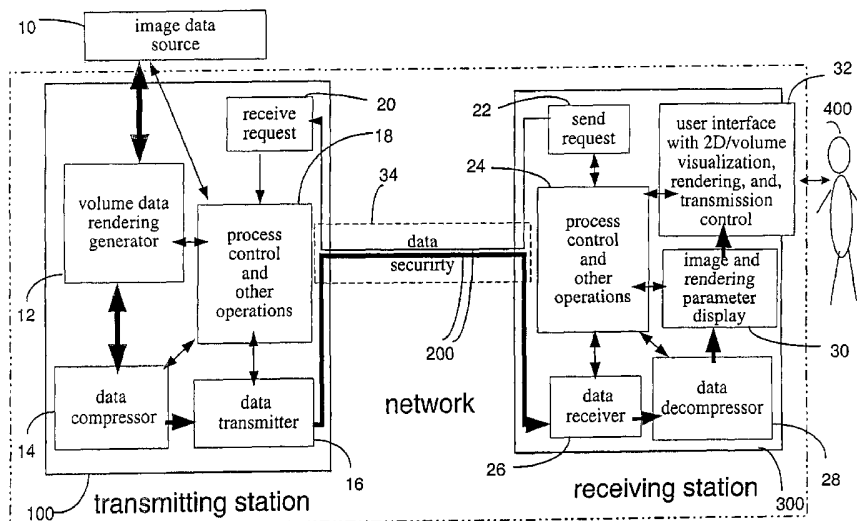 10
image data
source
20
receive
request
18
34
volume data
rendering
generator
process
control
and
other
operations
12
data
compressor
14
data
transmitter
16
100
transmitting station
data
securirty
200
network
22
send
request
24
32
user interface
with 2D/volume
visualization,
rendering, and,
transmission
control
400
process
control
and
other
operations
image and
rendering
parameter
display
30
data
receiver
26
data
decompressor
28
300
receiving station